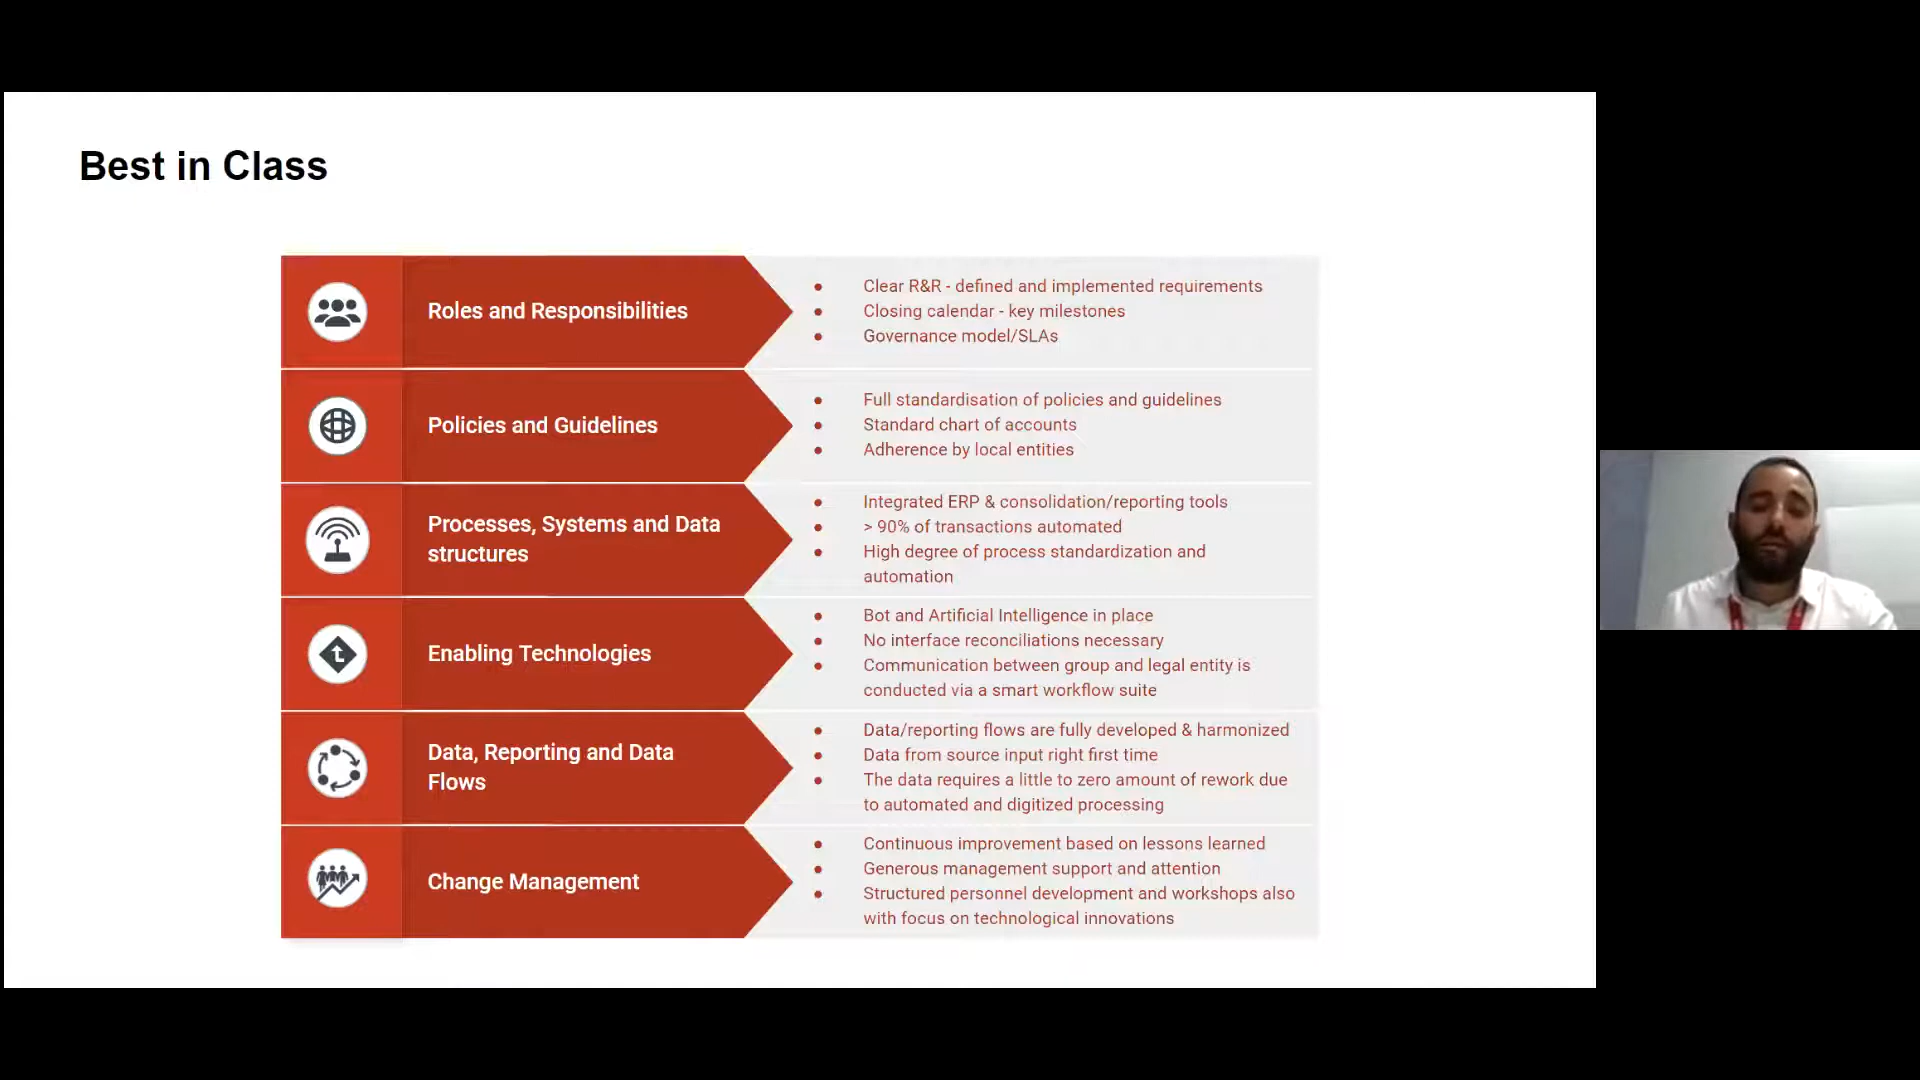 Best in Class
Roles and Responsibilities
Clear R&R - defined and implemented requirements
Closing calendar - key milestones
Governance model/SLAs
Policies and Guidelines
Full standardisation of policies and guidelines
Standard chart of accounts
Adherence by local entities
Processes, Systems and Data
structures
Integrated ERP & consolidation/reporting tools
> 90% of transactions automated
High degree of process standardization and
automation
Enabling Technologies
Bot and Artificial Intelligence in place
No interface reconciliations necessary
Communication between group and legal entity is
conducted via a smart workflow suite
Data, Reporting and Data
Flows
Data/reporting flows are fully developed & harmonized
Data from source input right first time
The data requires a little to zero amount of rework due
to automated and digitized processing
Change Management
Continuous improvement based on lessons learned
Generous management support and attention
Structured personnel development and workshops also
with focus on technological innovations